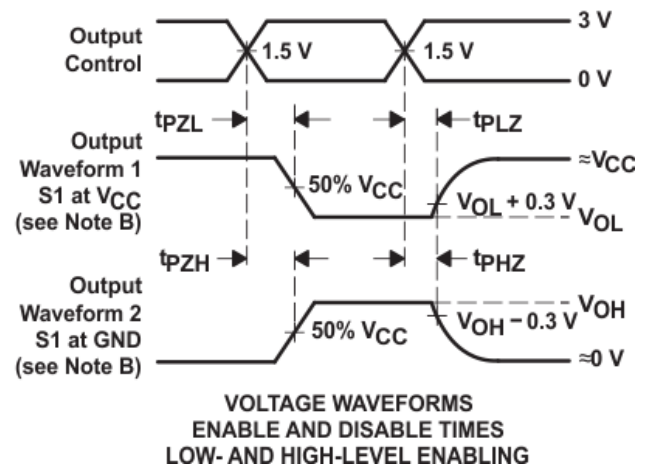 Output
Control
1.5 V
1.5 V
3 V
0 V
tPZL
tPLZ
Output
Waveform 1
S1 at VCC
(see Note B)
50% VCC
≈VCC
VOL + 0.3 V
VOL
tPZH
tPHZ
Output
Waveform 2
S1 at GND
(see Note B)
50% VCC
VOH
VOH − 0.3 V
≈0 V
VOLTAGE WAVEFORMS
ENABLE AND DISABLE TIMES
LOW- AND HIGH-LEVEL ENABLING